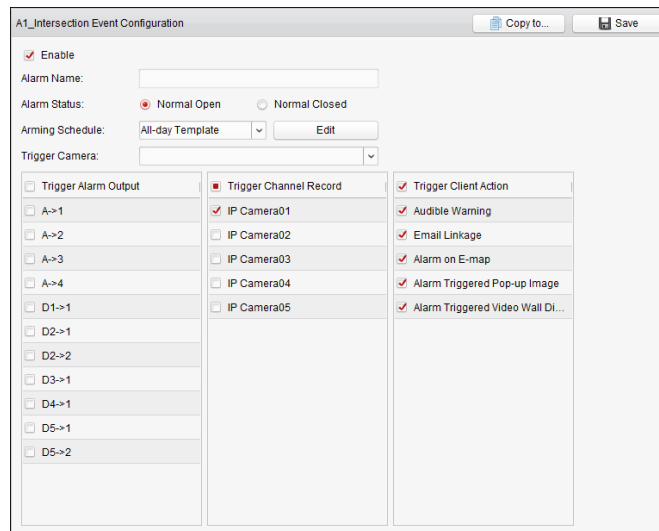 A1_Intersection Event Configuration
Copy to...
Save
Enable
Alarm Name:
Alarm Status: Normal Open Normal Closed
Arming Schedule: All-day Template Edit
Trigger Camera:
Trigger Alarm Output
A->1
A->2
A->3
A->4
D1->1
D2->1
D2->2
D3->1
D4->1
D5->1
D5->2
Trigger Channel Record
IP Camera01
IP Camera02
IP Camera03
IP Camera04
IP Camera05
Trigger Client Action
Audible Warning
Email Linkage
Alarm on E-map
Alarm Triggered Pop-up Image
Alarm Triggered Video Wall Di...